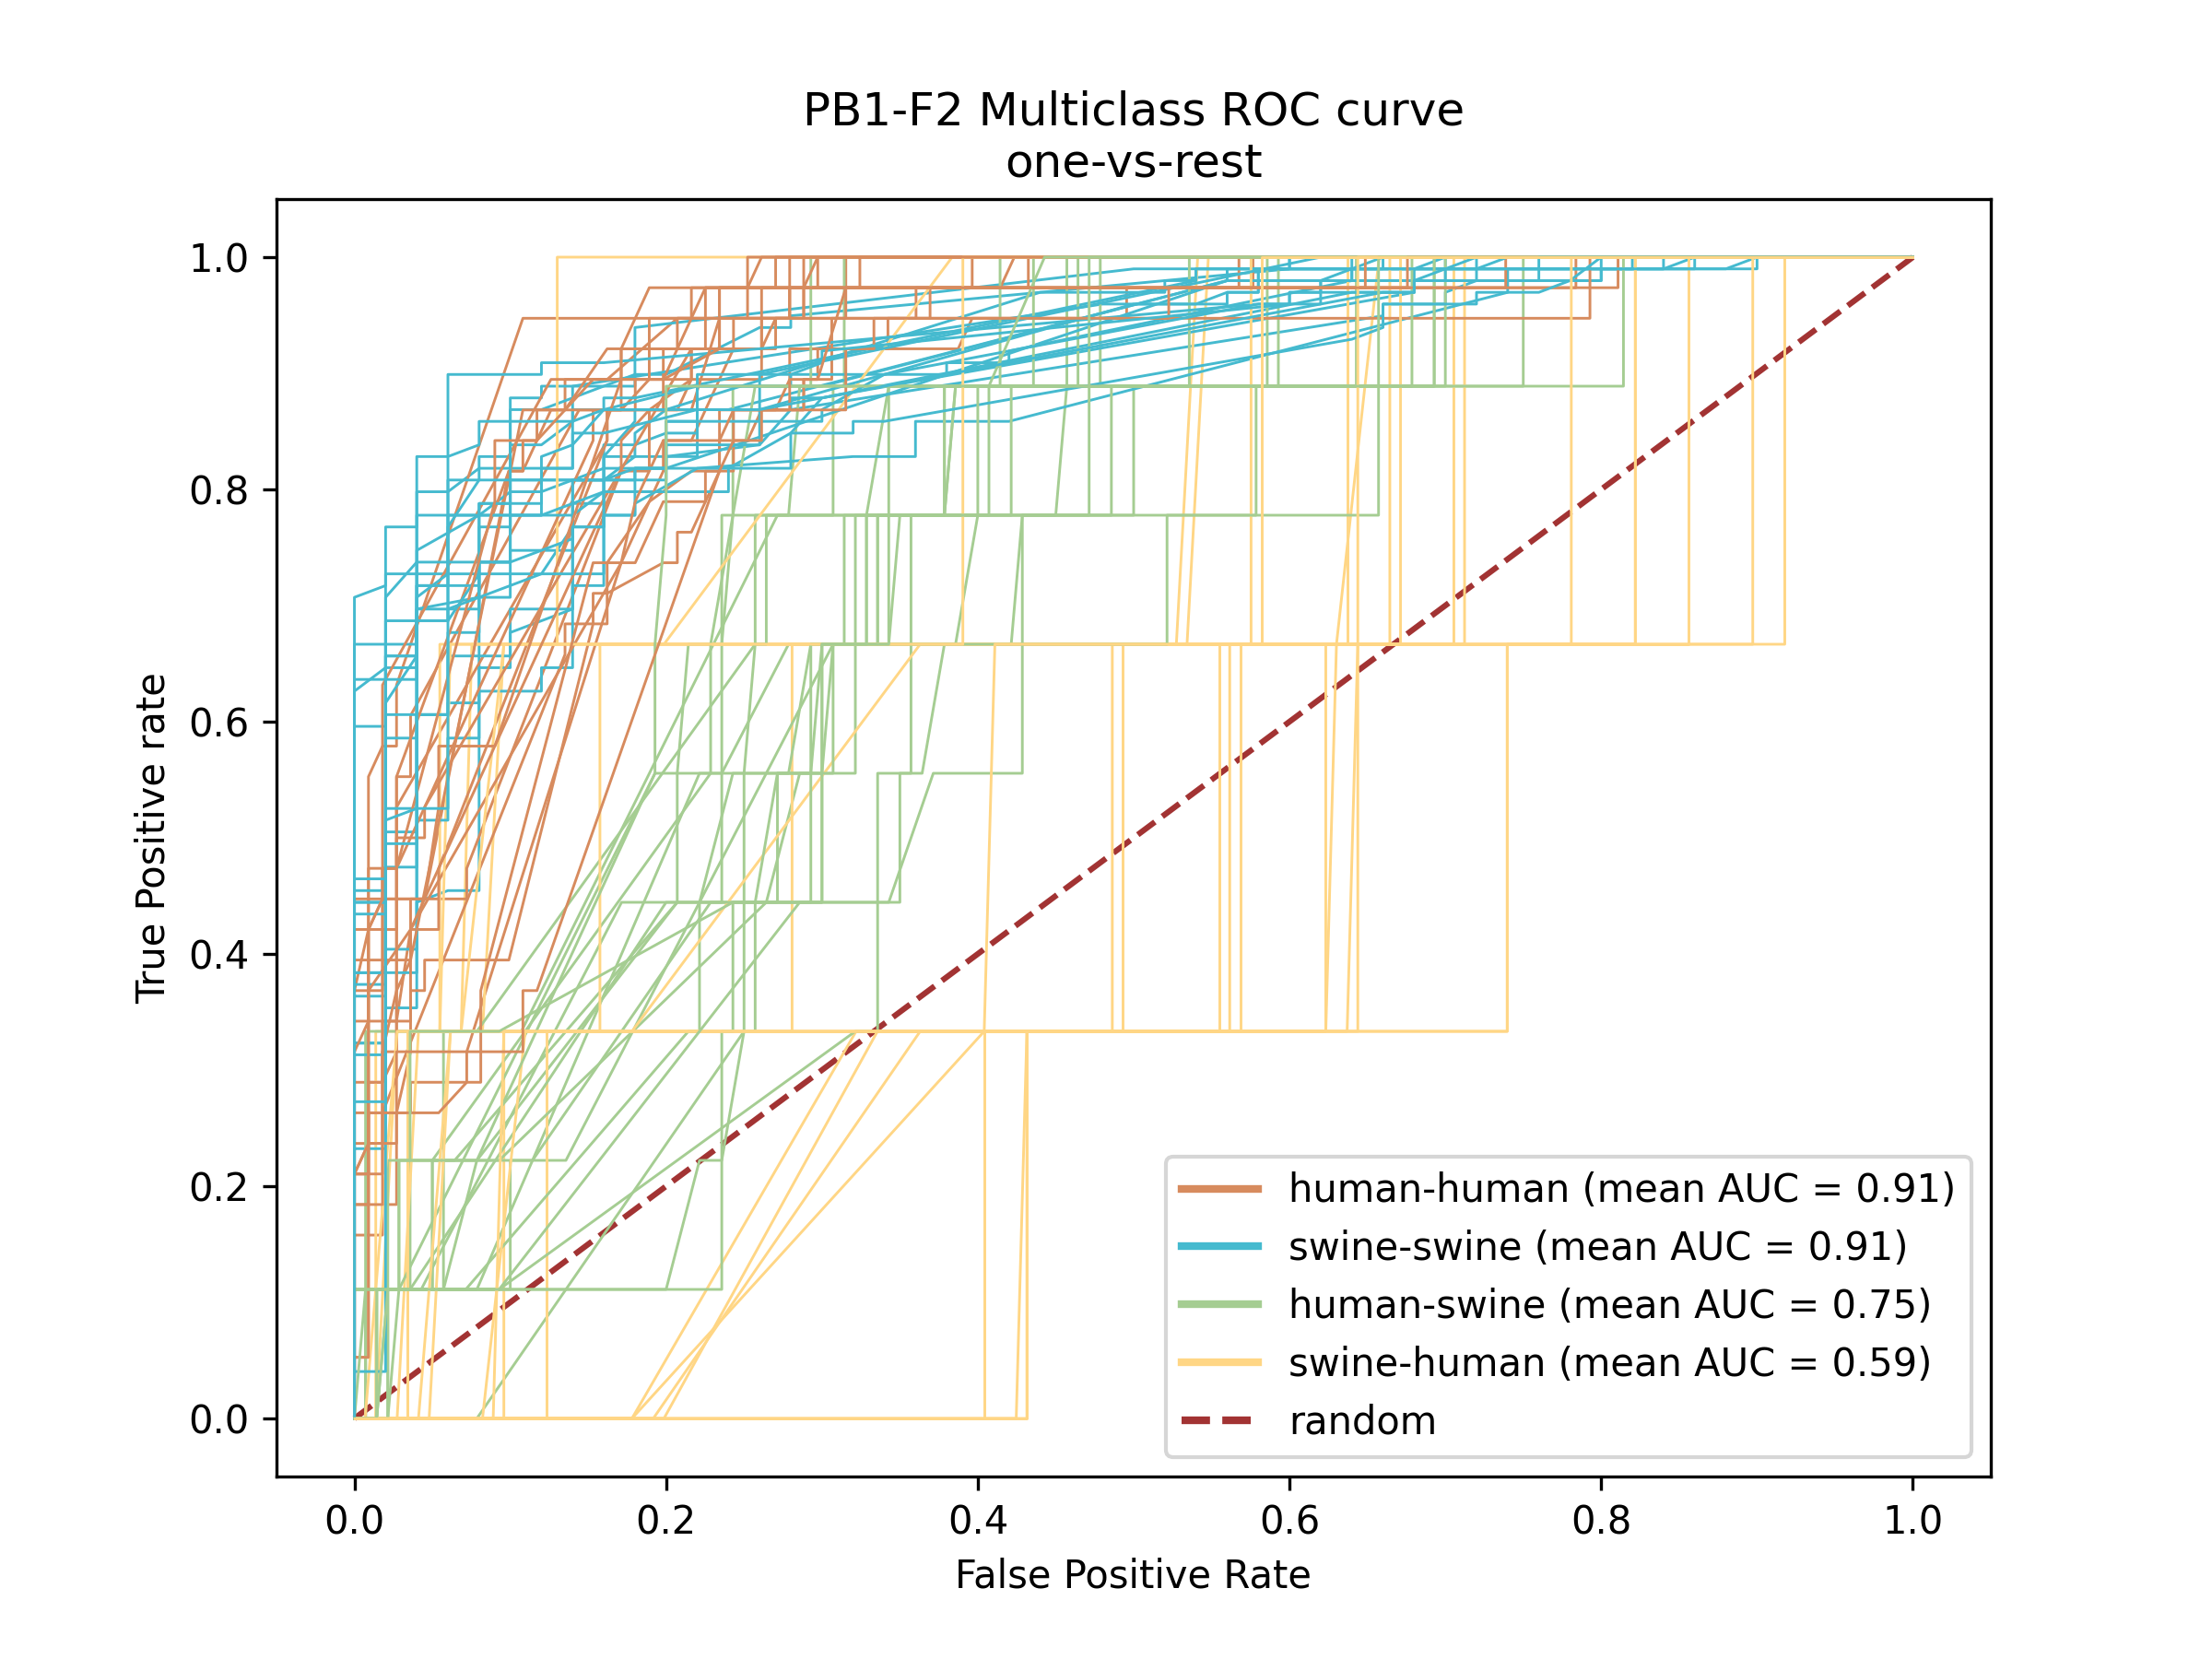 PB1-F2 Multiclass ROC curve
one-vs-rest
True Positive rate
1.0
0.8
0.6
0.4
0.2
0.0
0.0 0.2 0.4 0.6 0.8 1.0
False Positive Rate
human-human (mean AUC = 0.91)
swine-swine (mean AUC = 0.91)
human-swine (mean AUC = 0.75)
swine-human (mean AUC = 0.59)
random